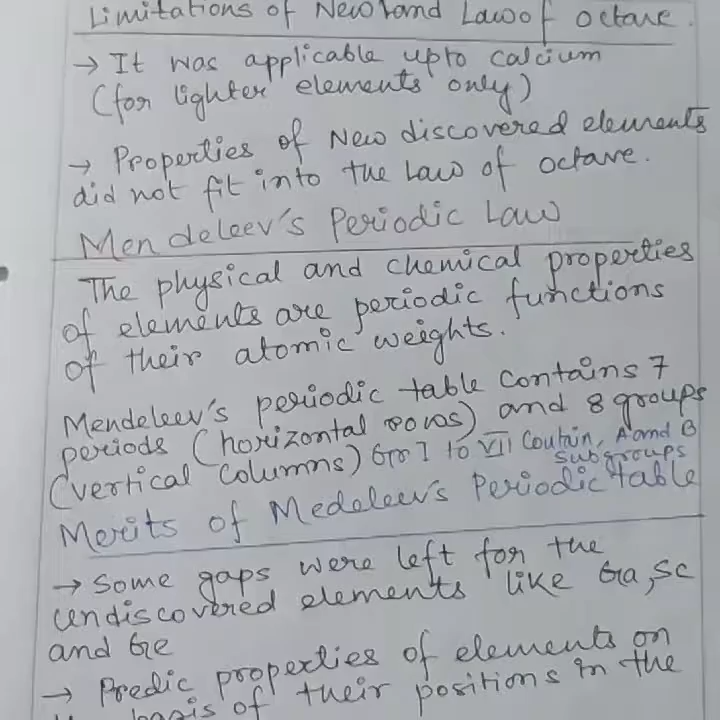 Limitations of Newland Law of octave.
→ It was applicable upto calcium
(for lighter elements only)
→ Properties of New discovered elements
did not fit into the Law of octave.
Mendeleev's Periodic Law
The physical and chemical properties
of elements are periodic functions
of their atomic weights.
Mendeleev's periodic table contains 7
periods (horizontal rows) and 8 groups
(vertical columns) Gr I to VII Contain, A and B
subgroups
Merits of Medeleev's Periodic table
→ Some gaps were left for the
undiscovered elements like Ga, Sc
and Ge
→ Predic properties of elements on
basis of their positions in the